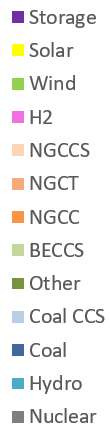 Storage
Solar
Wind
H2
NGCCS
NGCT
NGCC
BECCS
Other
Coal CCS
Coal
Hydro
Nuclear